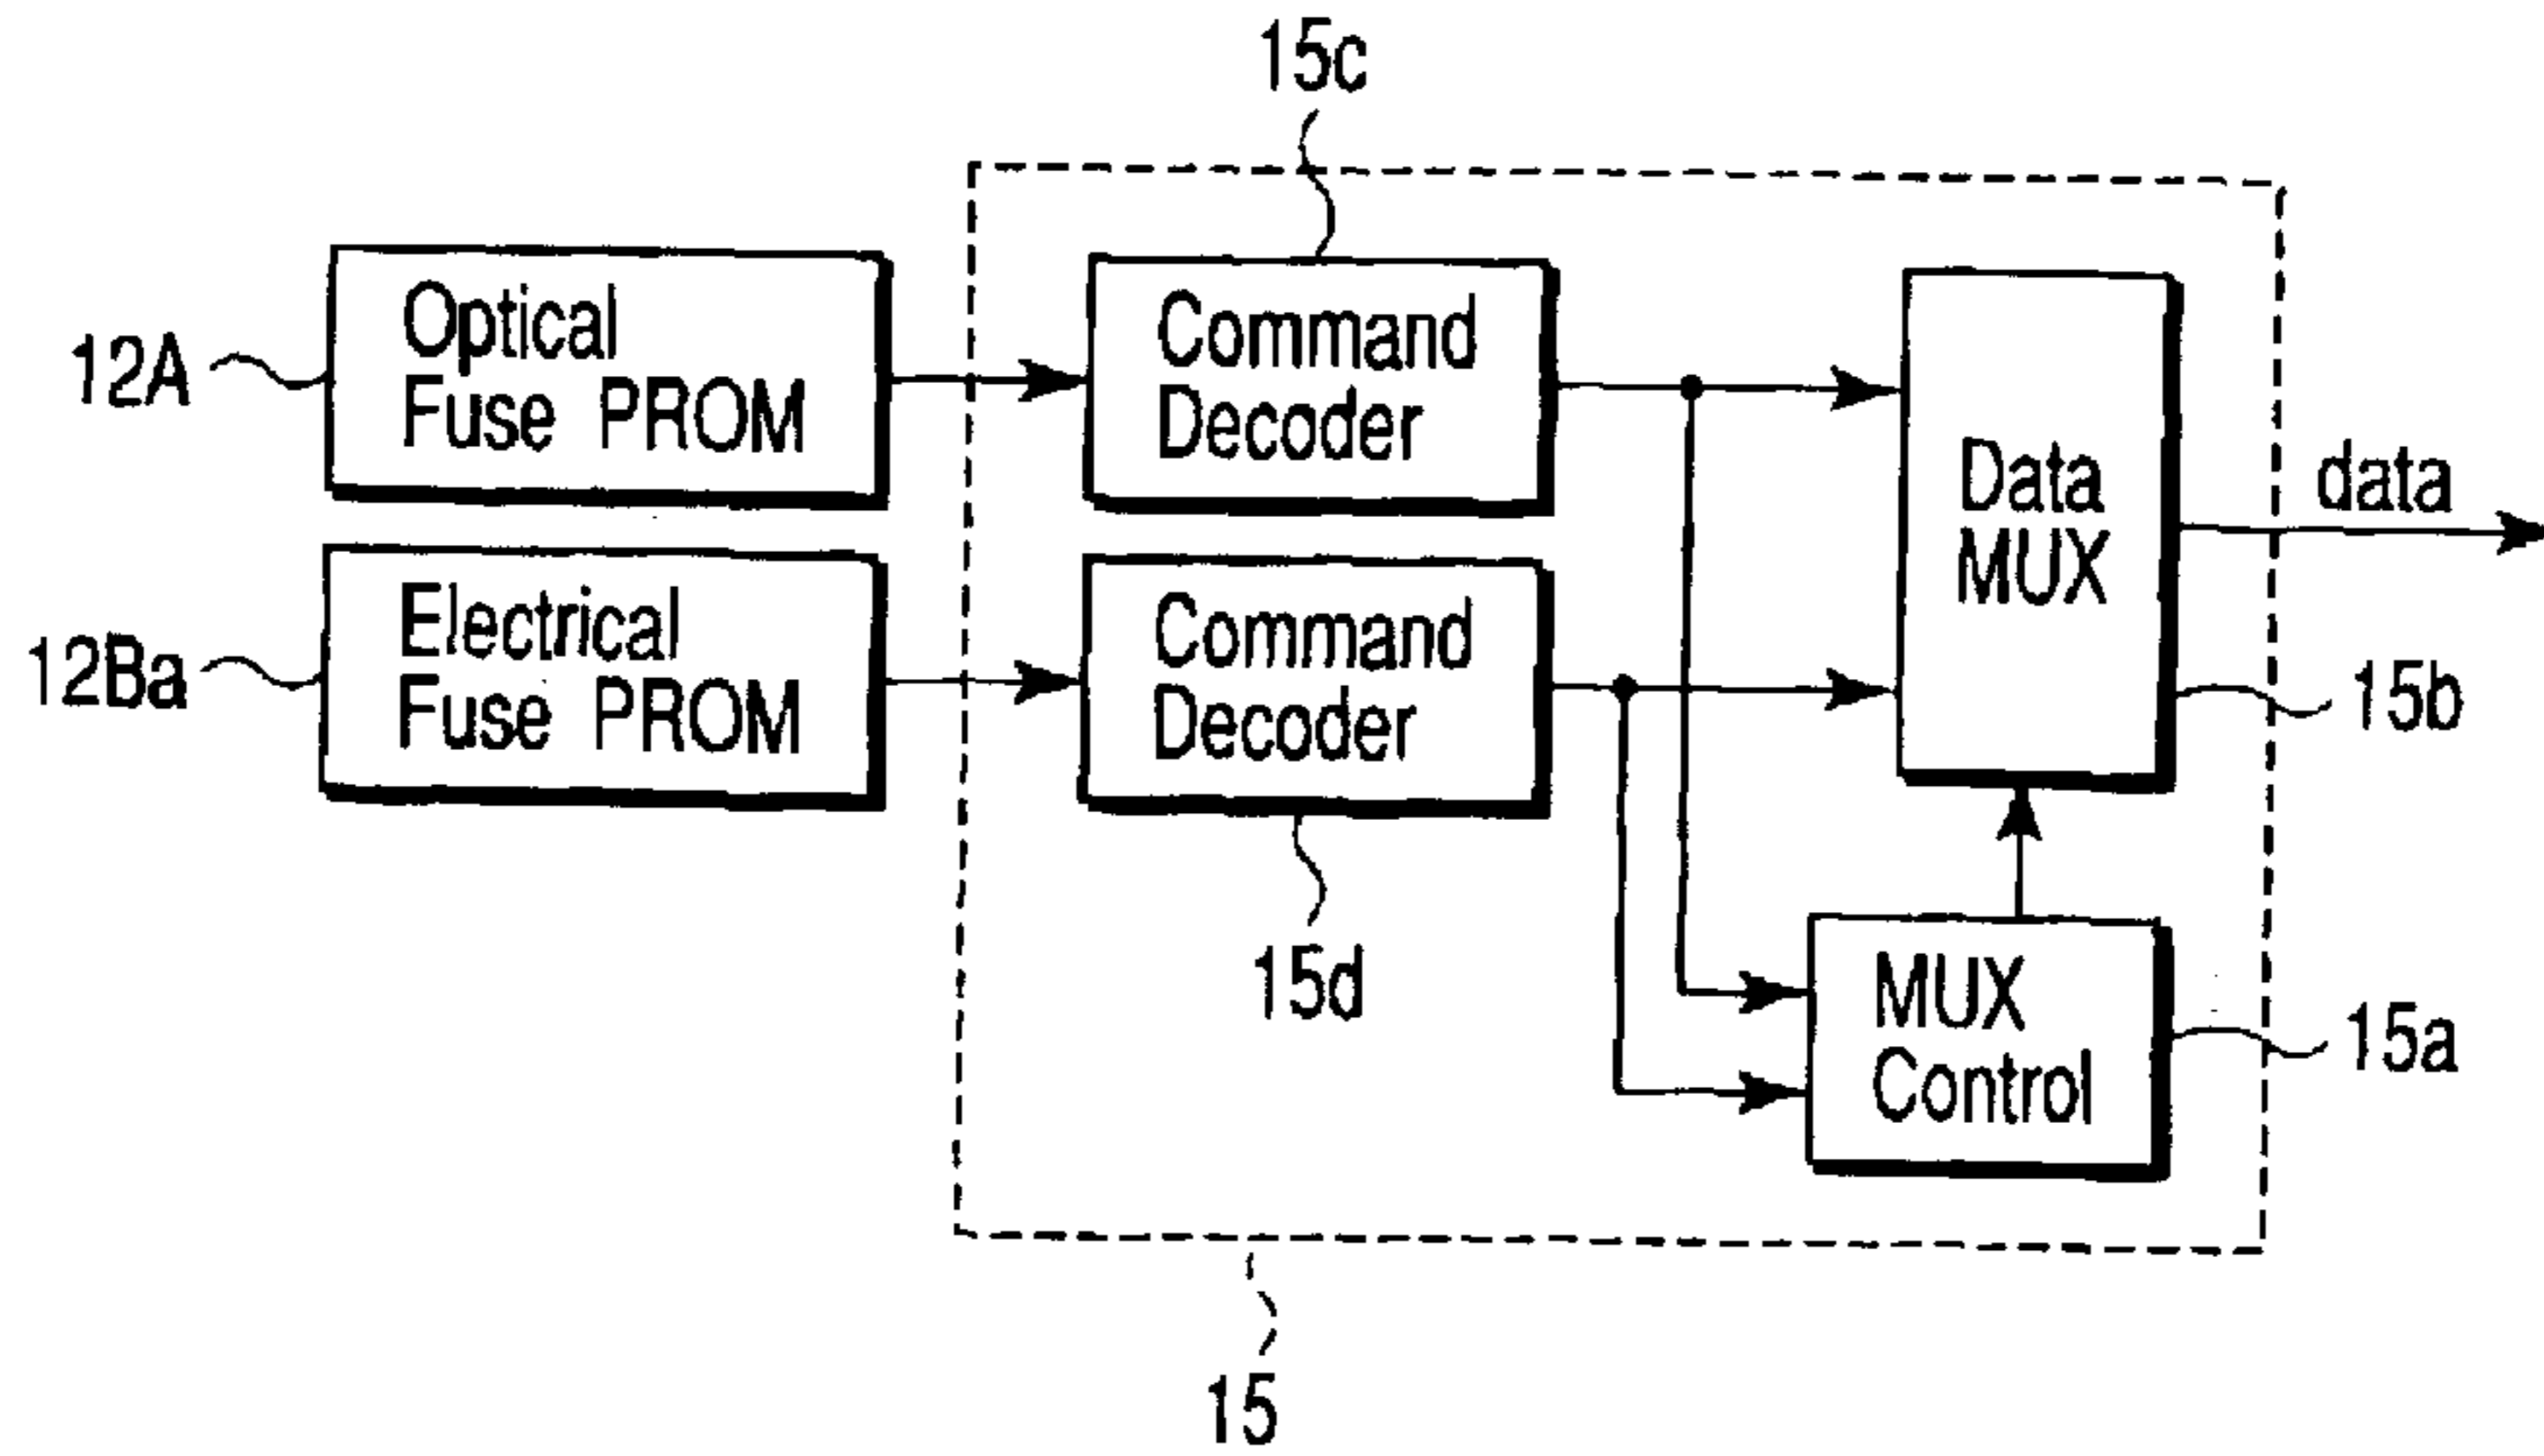 15c
12A
Optical
Fuse PROM
Command
Decoder
Data
MUX
data
12Ba
Electrical
Fuse PROM
Command
Decoder
15b
15d
MUX
Control
15a
15